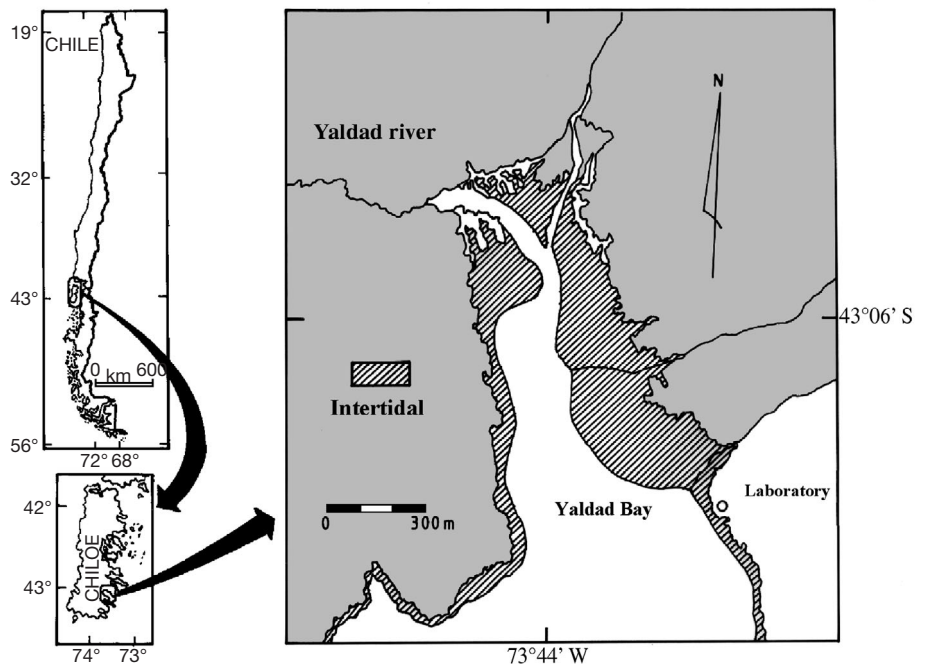 19°
CHILE
32°
43°
0 600
km
56°
72° 68°
42°
CHILOE
43°
74° 73°
Yaldad river
N
43°06' S
Intertidal
0 300 m
Yaldad Bay
Laboratory
73°44' W